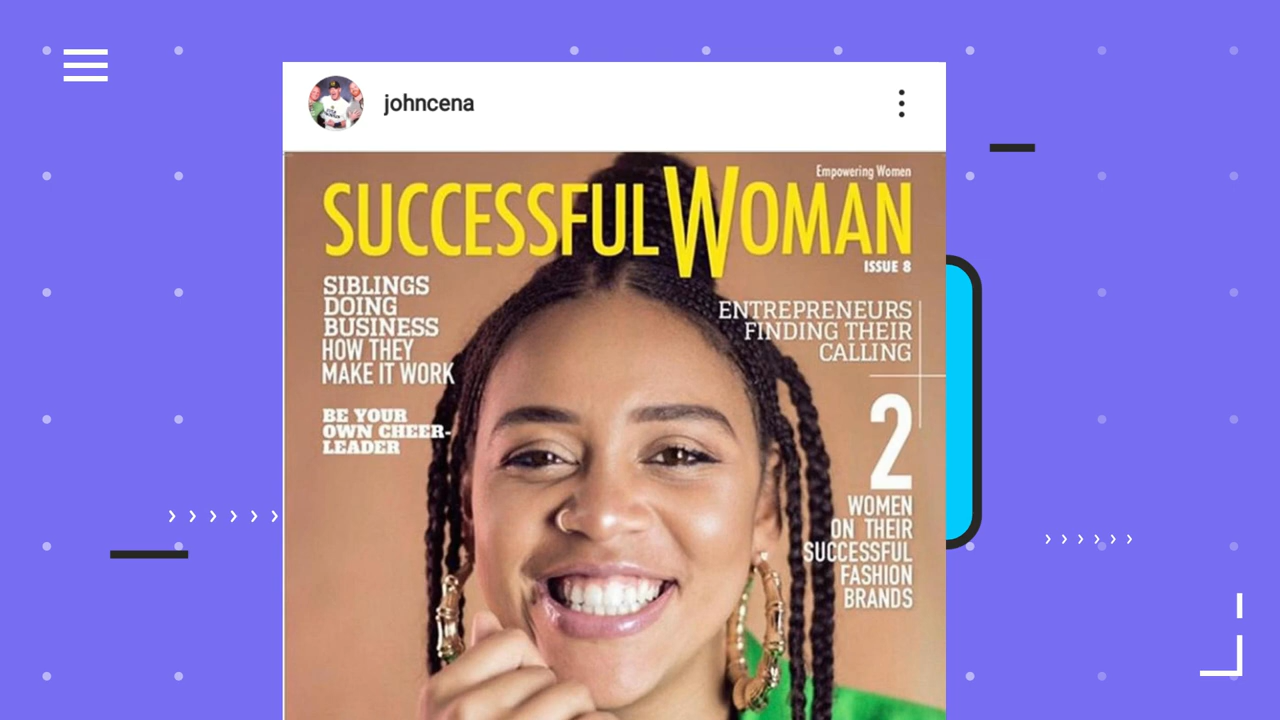 johncena
Empowering Women
SUCCESSFUL WOMAN
ISSUE 8
SIBLINGS
DOING
BUSINESS
HOW THEY
MAKE IT WORK
BE YOUR
OWN CHEER-
LEADER
ENTREPRENEURS
FINDING THEIR
CALLING
2
WOMEN
ON THEIR
SUCCESSFUL
FASHION
BRANDS